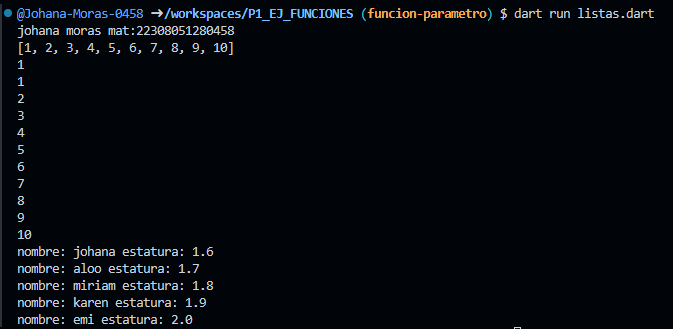 @Johana-Moras-0458 →/workspaces/P1_EJ_FUNCIONES (funcion-parametro) $ dart run listas.dart
johana moras mat:22308051280458
[1, 2, 3, 4, 5, 6, 7, 8, 9, 10]
1
1
2
3
4
5
6
7
8
9
10
nombre: johana estatura: 1.6
nombre: aloo estatura: 1.7
nombre: miriam estatura: 1.8
nombre: karen estatura: 1.9
nombre: emi estatura: 2.0